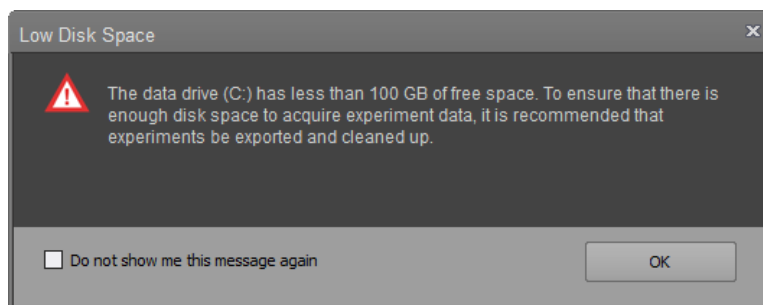 Low Disk Space
The data drive (C:) has less than 100 GB of free space. To ensure that there is
enough disk space to acquire experiment data, it is recommended that
experiments be exported and cleaned up.
Do not show me this message again
OK